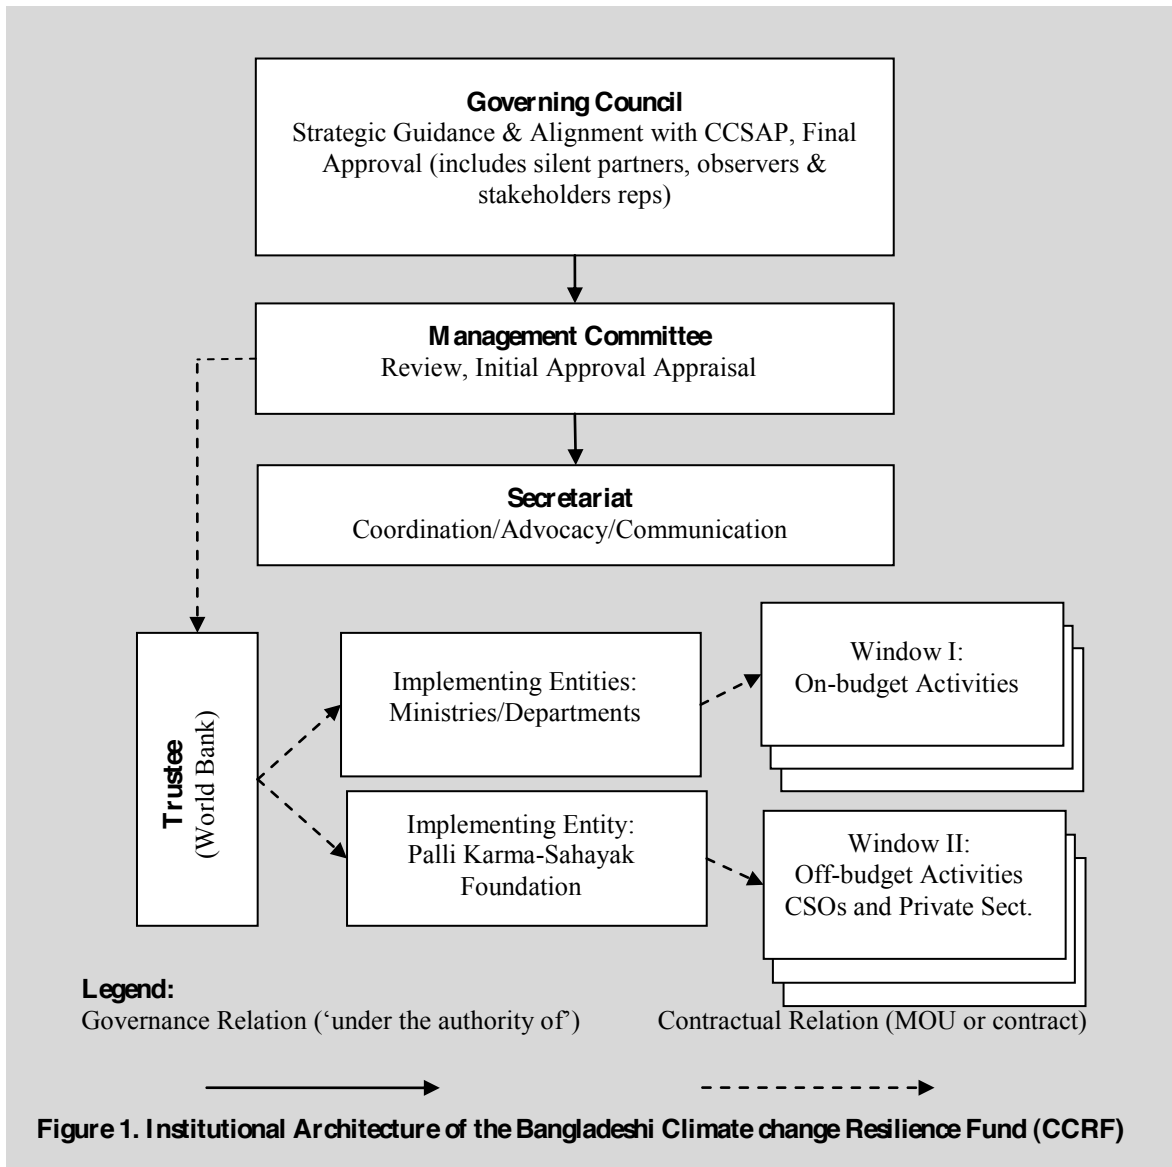 Governing Council
Strategic Guidance & Alignment with CCSAP, Final
Approval (includes silent partners, observers &
stakeholders reps)
Management Committee
Review, Initial Approval Appraisal
Secretariat
Coordination/Advocacy/Communication
Trustee
(World Bank)
Implementing Entities:
Ministries/Departments
Window I:
On-budget Activities
Implementing Entity:
Palli Karma-Sahayak
Foundation
Window II:
Off-budget Activities
CSOs and Private Sect.
Legend:
Governance Relation (‘under the authority of’)
Contractual Relation (MOU or contract)
Figure 1. Institutional Architecture of the Bangladeshi Climate change Resilience Fund (CCRF)